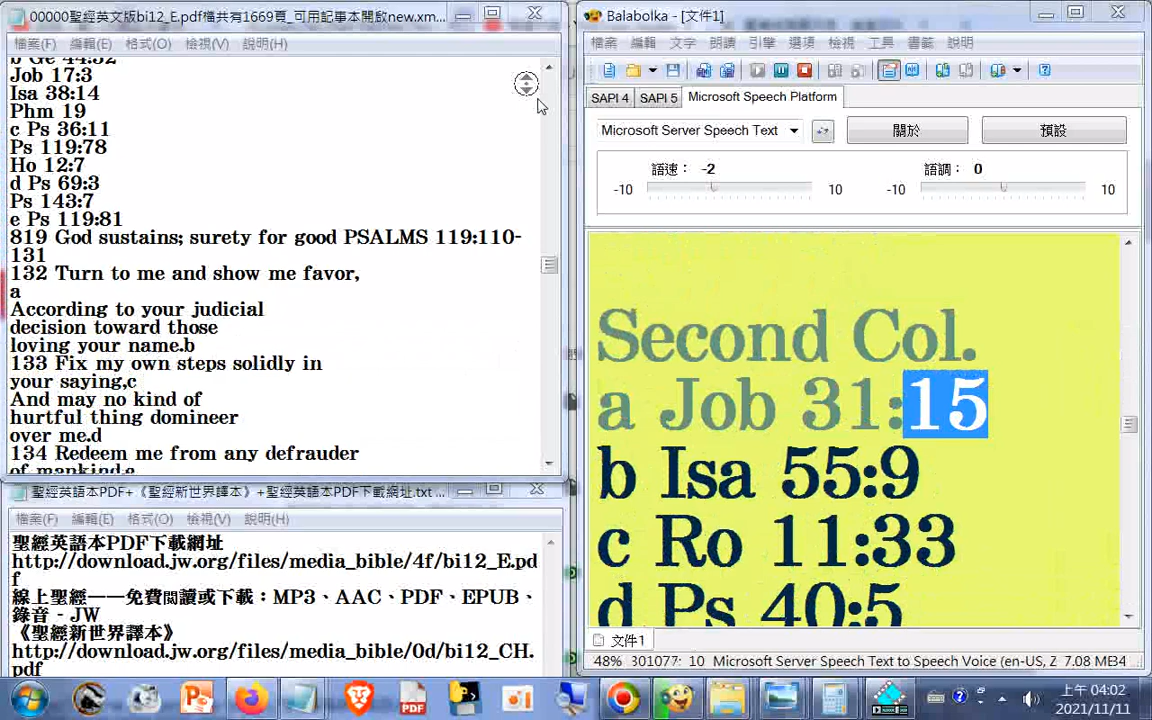 00000聖經英文版bi12_E.pdf檔共有1669頁_可用記事本開啟new.xm...
檔案(F) 編輯(E) 格式(O) 檢視(V) 說明(H)
b Ge 44:32
Job 17:3
Isa 38:14
Phm 19
c Ps 36:11
Ps 119:78
Ho 12:7
d Ps 69:3
Ps 143:7
e Ps 119:81
819 God sustains; surety for good PSALMS 119:110-
131
132 Turn to me and show me favor,
a
According to your judicial
decision toward those
loving your name.b
133 Fix my own steps solidly in
your saying,c
And may no kind of
hurtful thing domineer
over me.d
134 Redeem me from any defrauder
of mankind,e
聖經英語本PDF+《聖經新世界譯本》+聖經英語本PDF下載網址.txt ...
檔案(F) 編輯(E) 格式(O) 檢視(V) 說明(H)
聖經英語本PDF下載網址
http://download.jw.org/files/media_bible/4f/bi12_E.pd
f
線上聖經——免費閱讀或下載：MP3、AAC、PDF、EPUB、
錄音 - JW
《聖經新世界譯本》
http://download.jw.org/files/media_bible/0d/bi12_CH.
pdf
Balabolka - [文件1]
檔案 編輯 文字 朗讀 引擎 選項 檢視 工具 書籤 說明
SAPI 4 SAPI 5 Microsoft Speech Platform
Microsoft Server Speech Text 關於 預設
語速： -2 語調： 0
-10 10 -10 10
Second Col.
a Job 31:15
b Isa 55:9
c Ro 11:33
d Ps 40:5
文件1
48% 301077: 10 Microsoft Server Speech Text to Speech Voice (en-US, Z 7.08 MB34
PDF
上午 04:02
2021/11/11